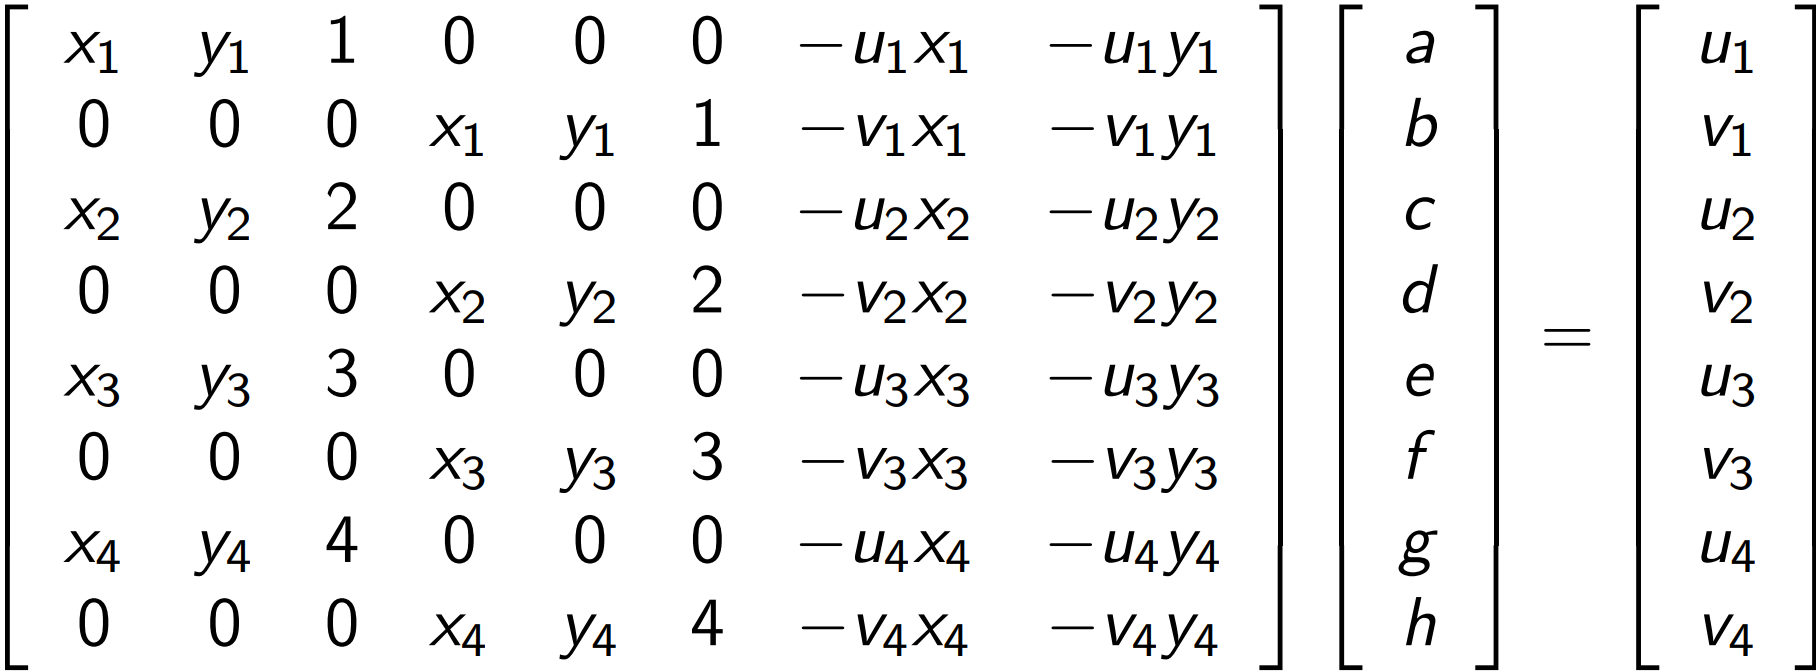 x₁ y₁ 1 0 0 0 −u₁x₁ −u₁y₁ a u₁
0 0 0 x₁ y₁ 1 −v₁x₁ −v₁y₁ b v₁
x₂ y₂ 2 0 0 0 −u₂x₂ −u₂y₂ c u₂
0 0 0 x₂ y₂ 2 −v₂x₂ −v₂y₂ d v₂
=
x₃ y₃ 3 0 0 0 −u₃x₃ −u₃y₃ e u₃
0 0 0 x₃ y₃ 3 −v₃x₃ −v₃y₃ f v₃
x₄ y₄ 4 0 0 0 −u₄x₄ −u₄y₄ g u₄
0 0 0 x₄ y₄ 4 −v₄x₄ −v₄y₄ h v₄